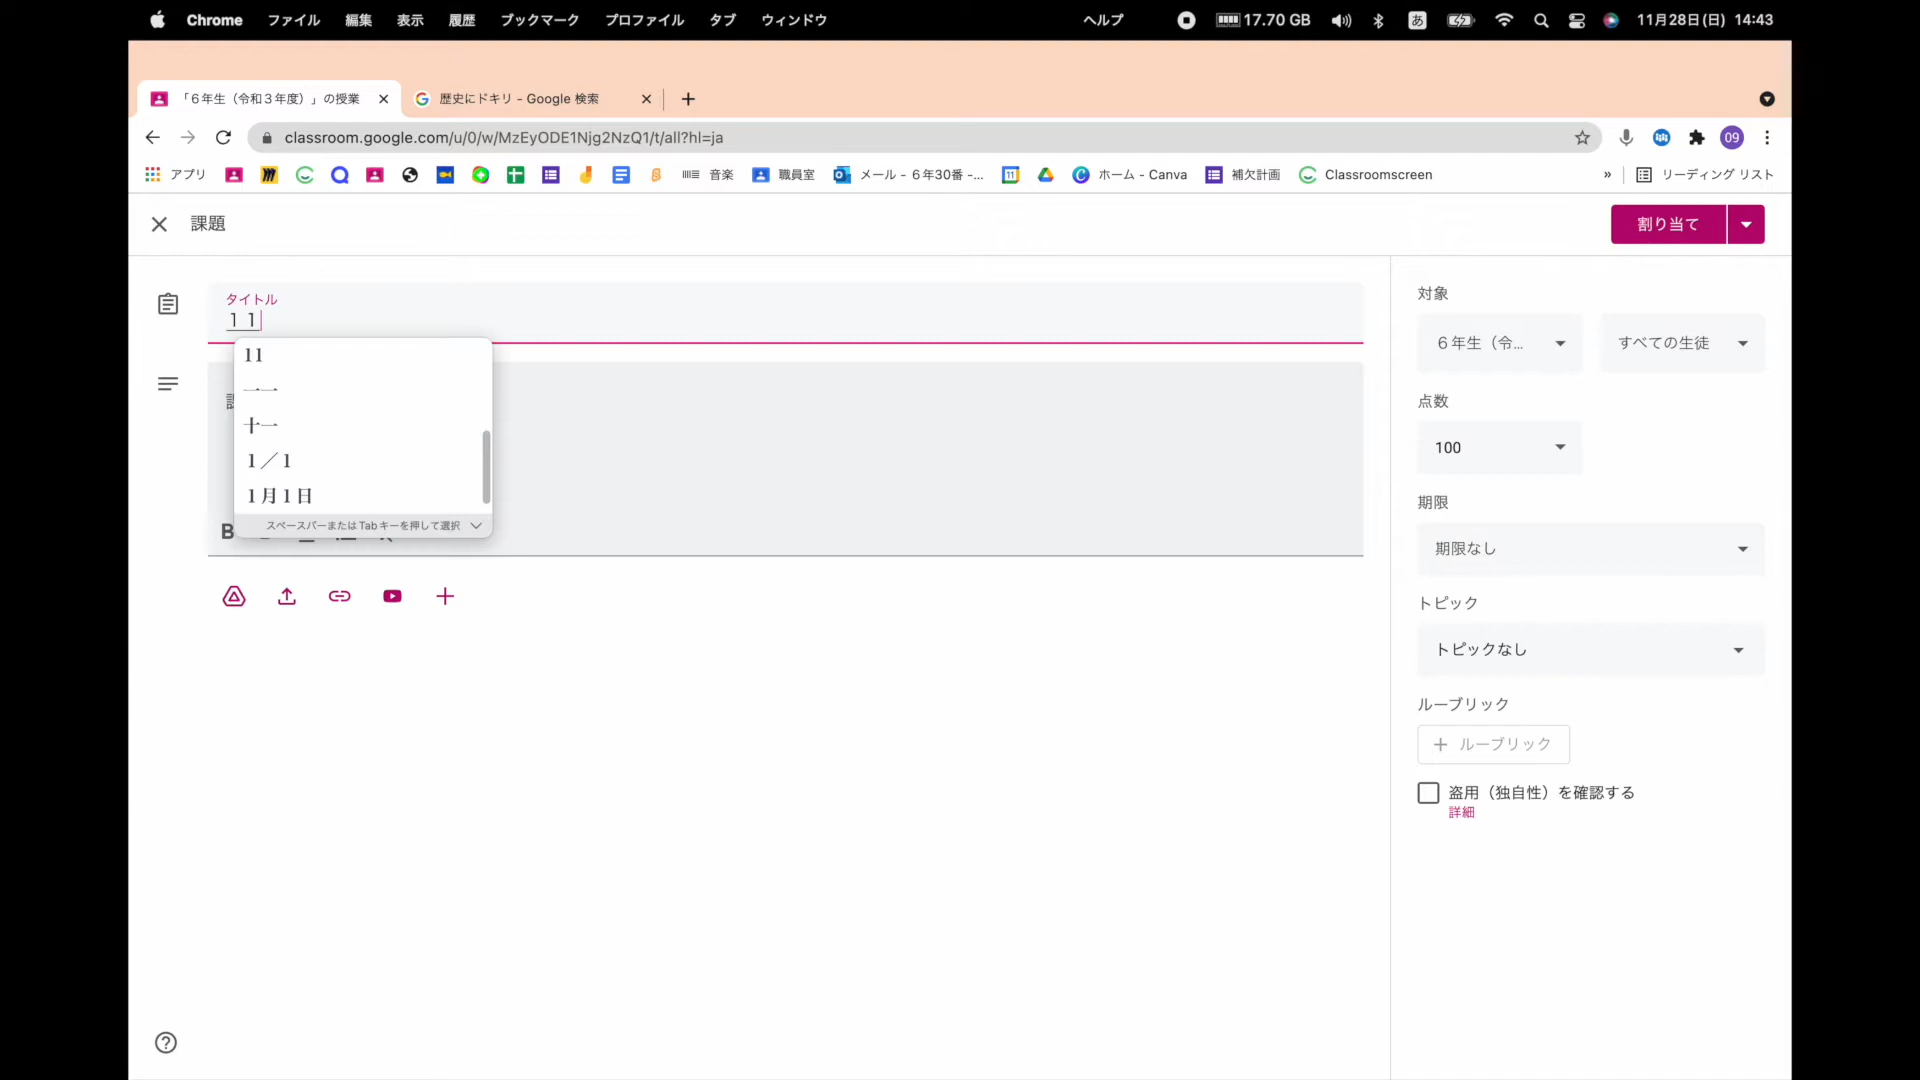 Chrome ファイル 編集 表示 履歴 ブックマーク プロファイル タブ ウィンドウ ヘルプ 17.70 GB あ 11月28日(日) 14:43
「６年生（令和３年度）」の授業 歴史にドキリ - Google 検索
classroom.google.com/u/0/w/MzEyODE1Njg2NzQ1/t/all?hl=ja 09
アプリ 音楽 職員室 メール - ６年30番 -... 11 ホーム - Canva 補欠計画 Classroomscreen » リーディング リスト
課題 割り当て
タイトル
１１
11
一一
十一
１／１
１月１日
スペースバーまたはTabキーを押して選択
B
対象
６年生（令... すべての生徒
点数
100
期限
期限なし
トピック
トピックなし
ルーブリック
+ ルーブリック
盗用（独自性）を確認する
詳細